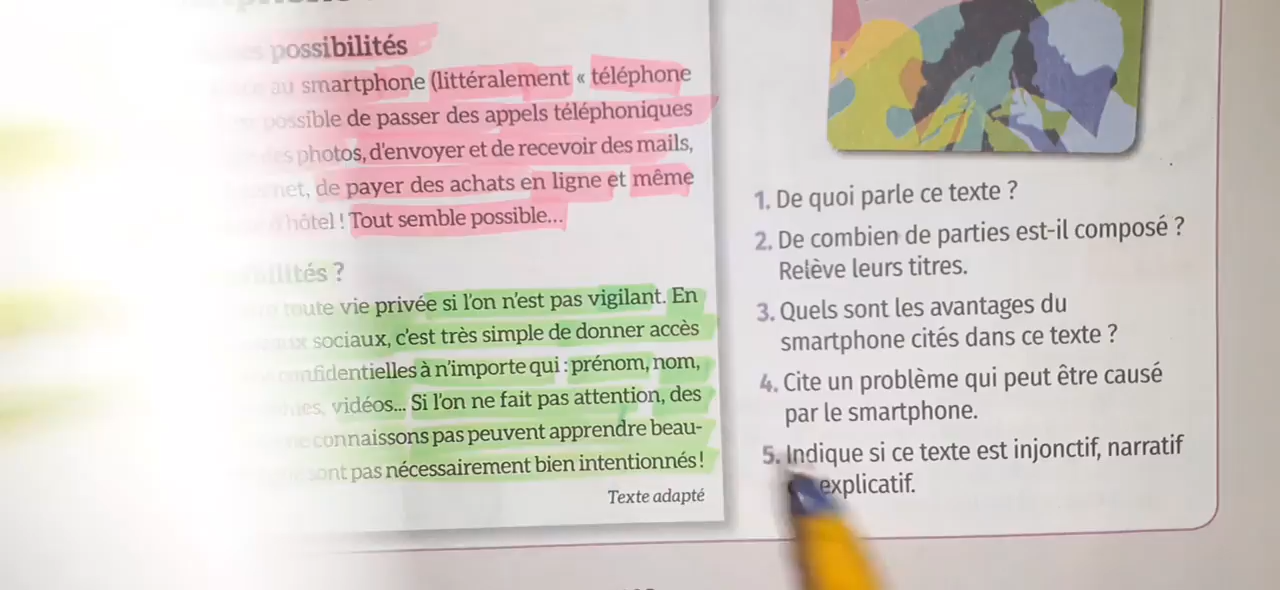 possibilités
au smartphone (littéralement « téléphone
possible de passer des appels téléphoniques
photos, d'envoyer et de recevoir des mails,
de payer des achats en ligne et même
d'hôtel ! Tout semble possible...
toute vie privée si l'on n'est pas vigilant. En
sociaux, c'est très simple de donner accès
confidentielles à n'importe qui : prénom, nom,
vidéos... Si l'on ne fait pas attention, des
connaissons pas peuvent apprendre beau-
sont pas nécessairement bien intentionnés !
Texte adapté
1. De quoi parle ce texte ?
2. De combien de parties est-il composé ?
Relève leurs titres.
3. Quels sont les avantages du
smartphone cités dans ce texte ?
4. Cite un problème qui peut être causé
par le smartphone.
5. Indique si ce texte est injonctif, narratif
explicatif.